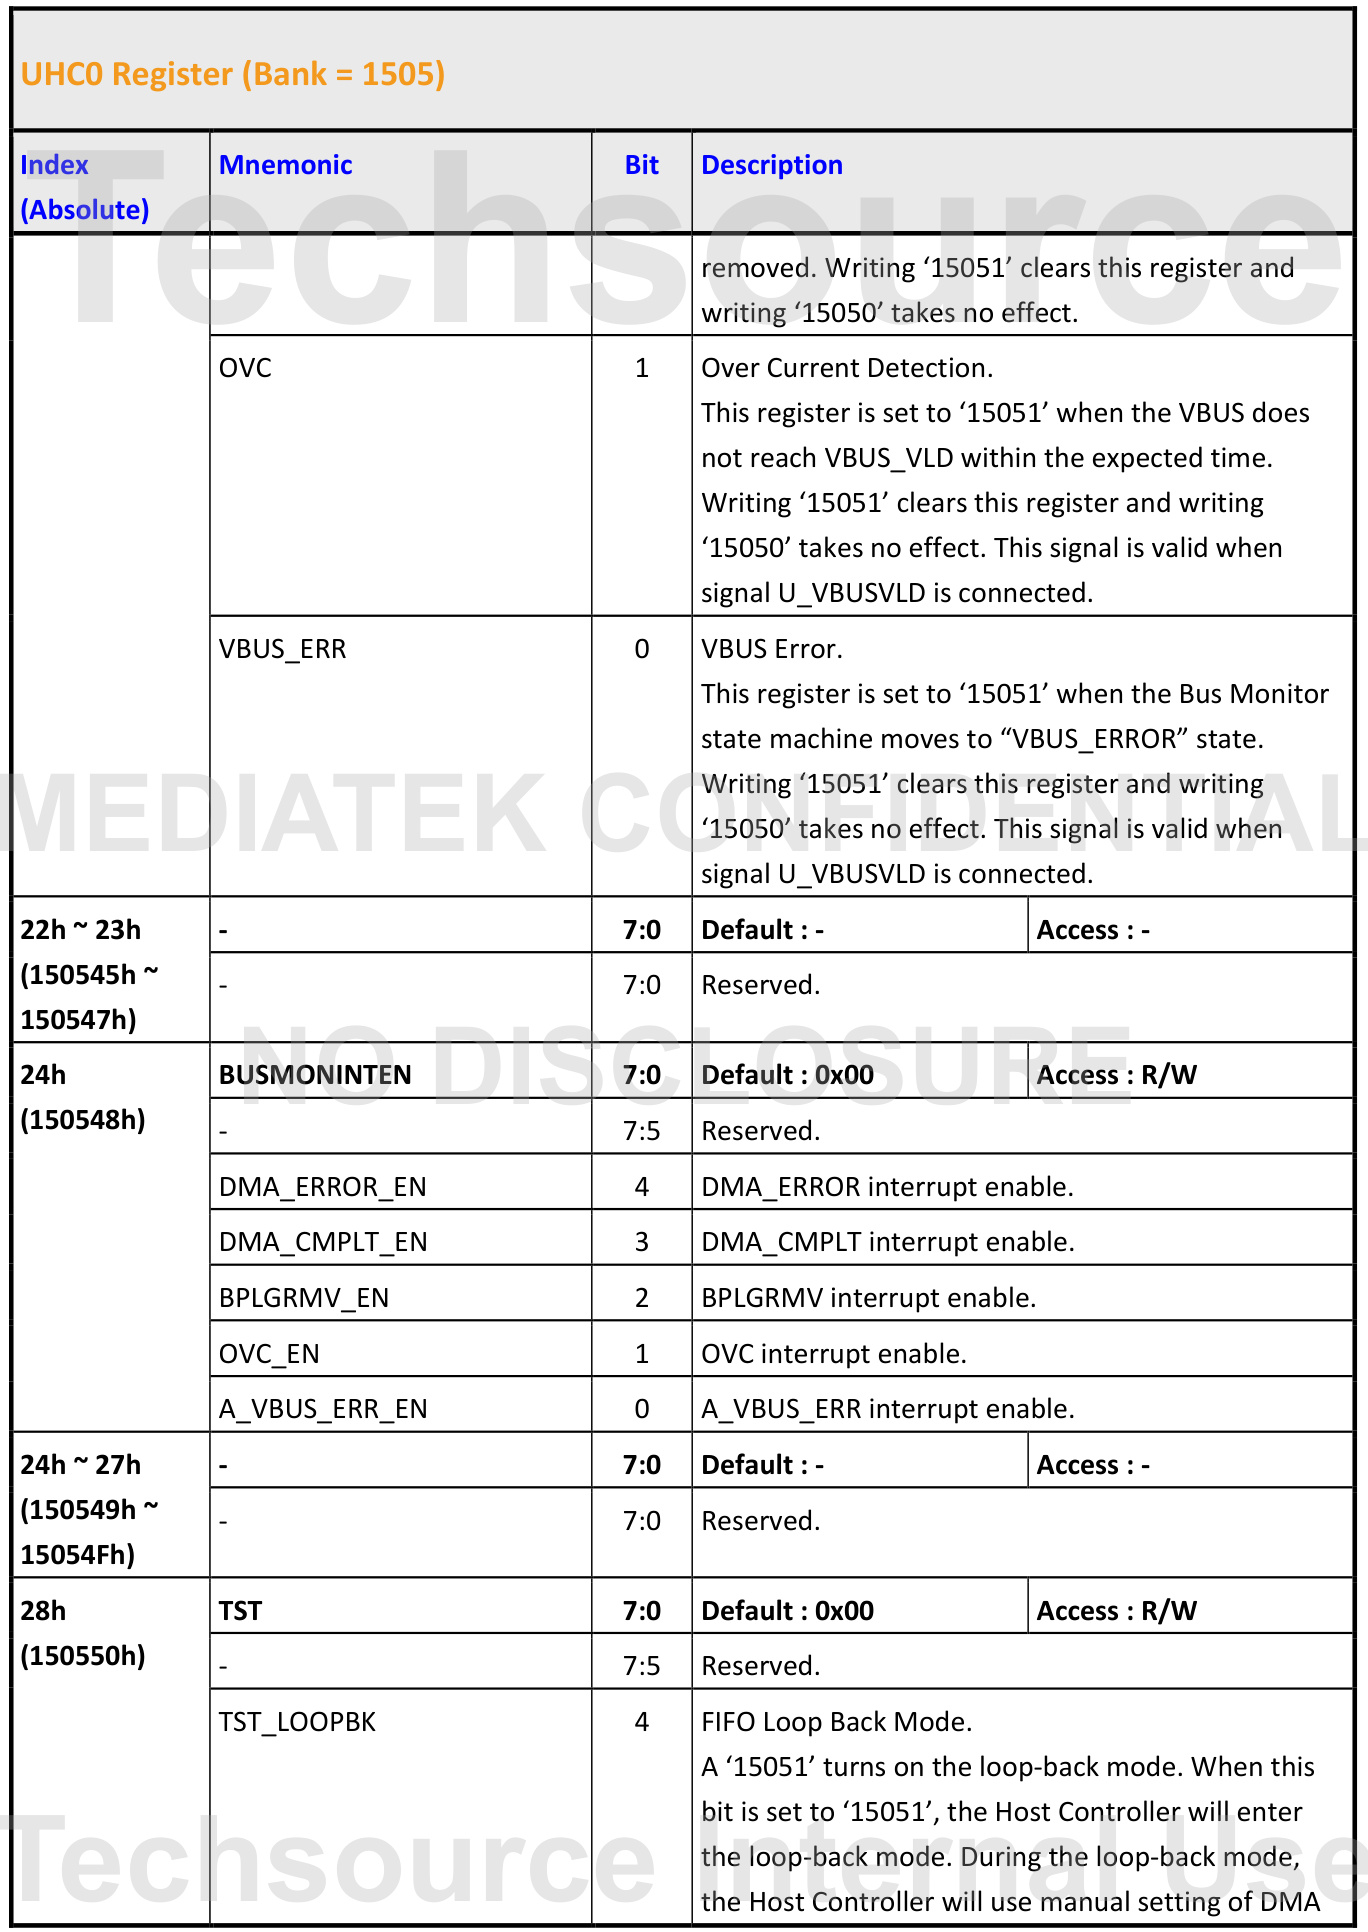 UHC0 Register (Bank = 1505)
Index
(Absolute)
Mnemonic
Bit
Description
removed. Writing ‘15051’ clears this register and
writing ‘15050’ takes no effect.
OVC
1
Over Current Detection.
This register is set to ‘15051’ when the VBUS does
not reach VBUS_VLD within the expected time.
Writing ‘15051’ clears this register and writing
‘15050’ takes no effect. This signal is valid when
signal U_VBUSVLD is connected.
VBUS_ERR
0
VBUS Error.
This register is set to ‘15051’ when the Bus Monitor
state machine moves to “VBUS_ERROR” state.
Writing ‘15051’ clears this register and writing
‘15050’ takes no effect. This signal is valid when
signal U_VBUSVLD is connected.
22h ~ 23h
(150545h ~
150547h)
-
7:0
Default : -
Access : -
-
7:0
Reserved.
24h
(150548h)
BUSMONINTEN
7:0
Default : 0x00
Access : R/W
-
7:5
Reserved.
DMA_ERROR_EN
4
DMA_ERROR interrupt enable.
DMA_CMPLT_EN
3
DMA_CMPLT interrupt enable.
BPLGRMV_EN
2
BPLGRMV interrupt enable.
OVC_EN
1
OVC interrupt enable.
A_VBUS_ERR_EN
0
A_VBUS_ERR interrupt enable.
24h ~ 27h
(150549h ~
15054Fh)
-
7:0
Default : -
Access : -
-
7:0
Reserved.
28h
(150550h)
TST
7:0
Default : 0x00
Access : R/W
-
7:5
Reserved.
TST_LOOPBK
4
FIFO Loop Back Mode.
A ‘15051’ turns on the loop-back mode. When this
bit is set to ‘15051’, the Host Controller will enter
the loop-back mode. During the loop-back mode,
the Host Controller will use manual setting of DMA
Techsource
MEDIATEK CONFIDENTIAL
NO DISCLOSURE
Techsource Internal Use